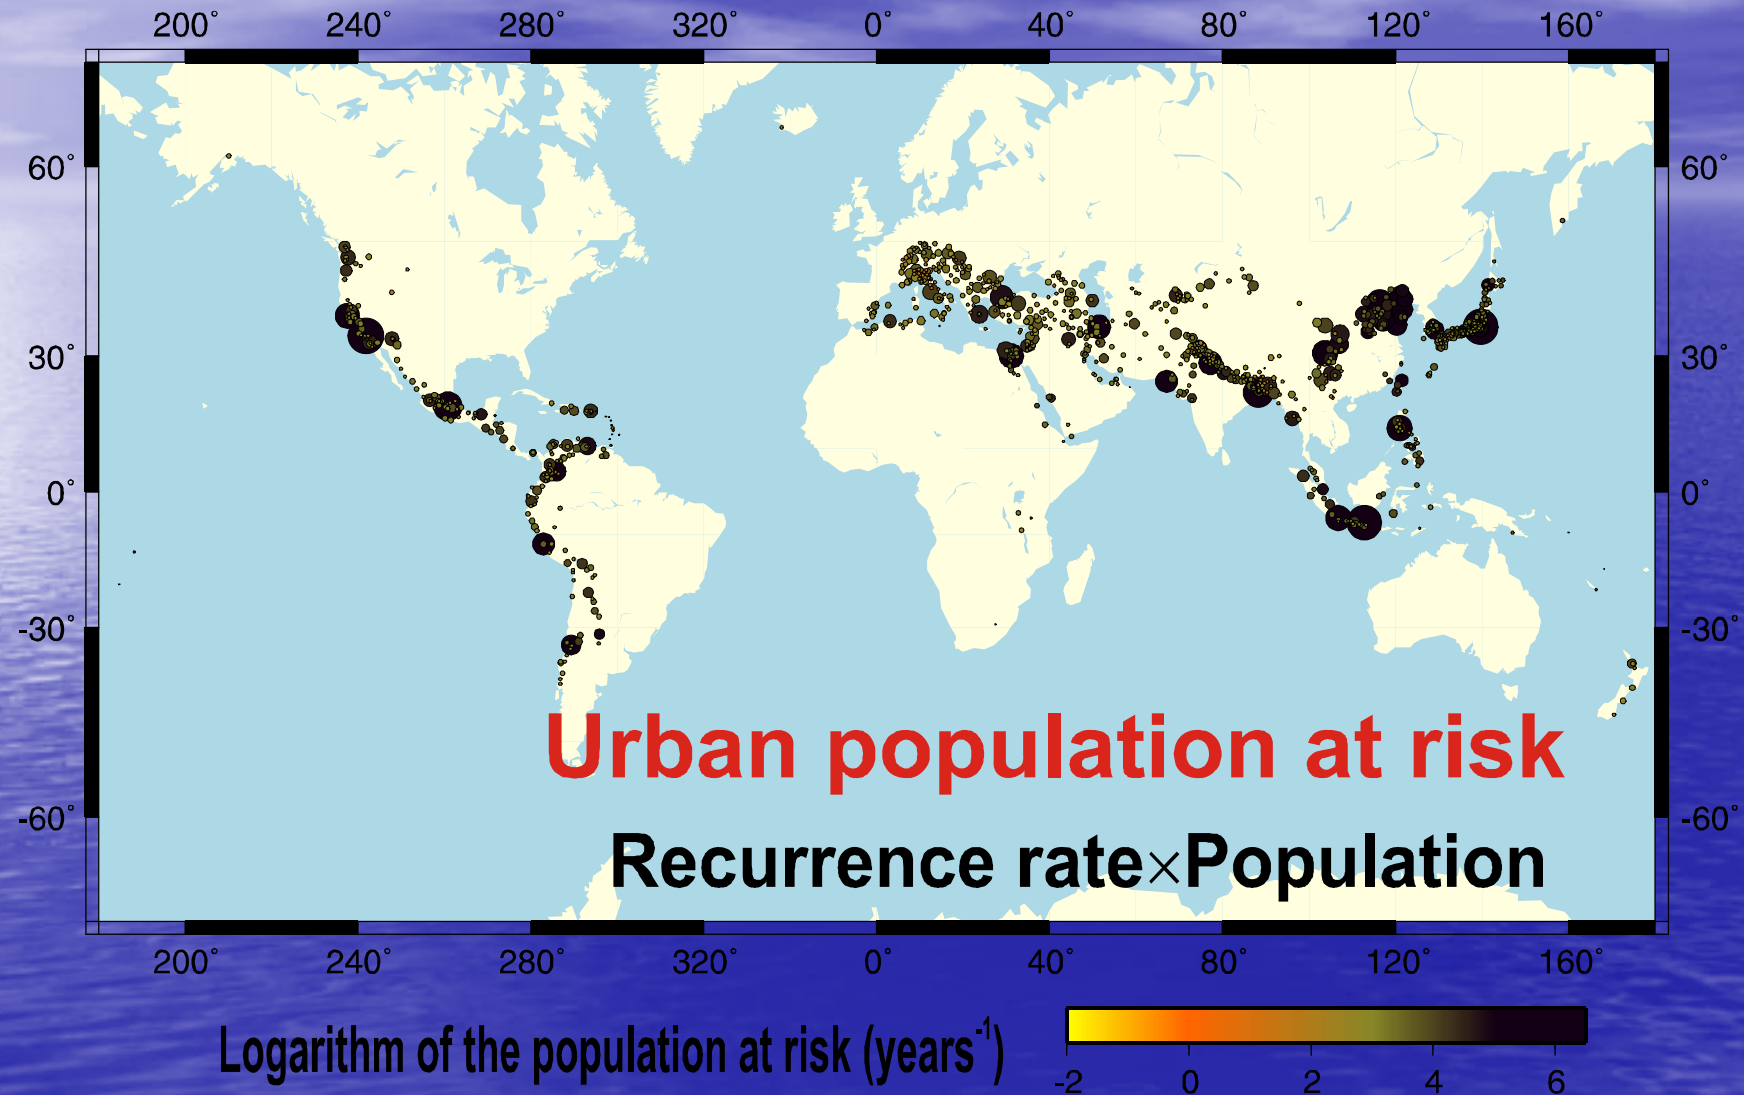 200° 240° 280° 320° 0° 40° 80° 120° 160°
60° 60°
30° 30°
0° 0°
-30° -30°
Urban population at risk
-60° -60°
Recurrence rate×Population
200° 240° 280° 320° 0° 40° 80° 120° 160°
Logarithm of the population at risk (years⁻¹)
-2 0 2 4 6